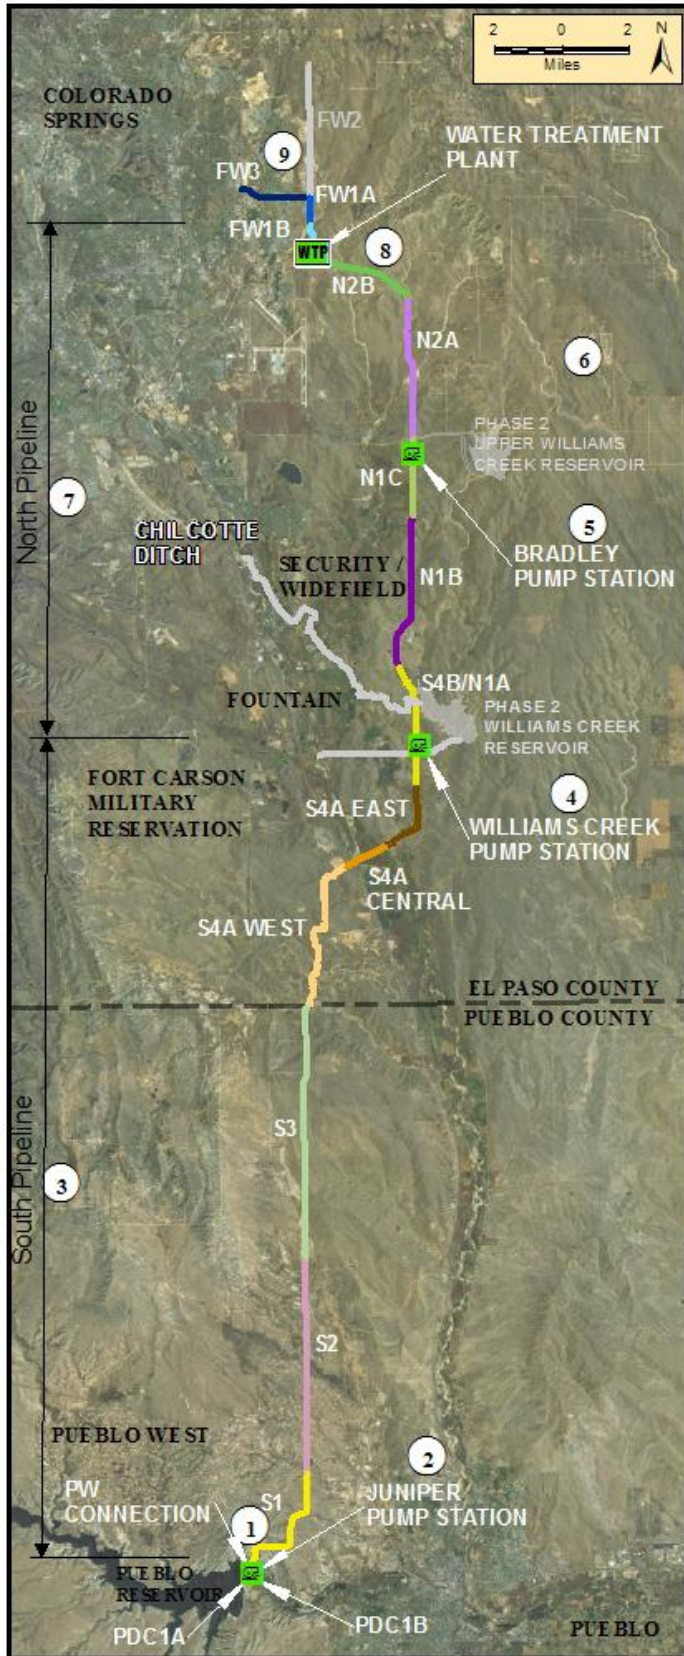 2 0 2 N
Miles
COLORADO
SPRINGS
FW2
WATER TREATMENT
PLANT
9
FW3
FW1A
FW1B
WTP
8
N2B
N2A
6
PHASE 2
UPPER WILLIAMS
CREEK RESERVOIR
North Pipeline
7
N1C
5
CHILCOTTE
DITCH
BRADLEY
PUMP STATION
SECURITY /
WIDEFIELD
N1B
S4B/N1A
FOUNTAIN
PHASE 2
WILLIAMS CREEK
RESERVOIR
FORT CARSON
MILITARY
RESERVATION
4
S4A EAST
WILLIAMS CREEK
PUMP STATION
S4A
CENTRAL
S4A WEST
EL PASO COUNTY
PUEBLO COUNTY
S3
South Pipeline
3
S2
PUEBLO WEST
2
PW
CONNECTION
S1
JUNIPER
PUMP STATION
1
PUEBLO
RESERVOIR
PDC1A
PDC1B
PUEBLO